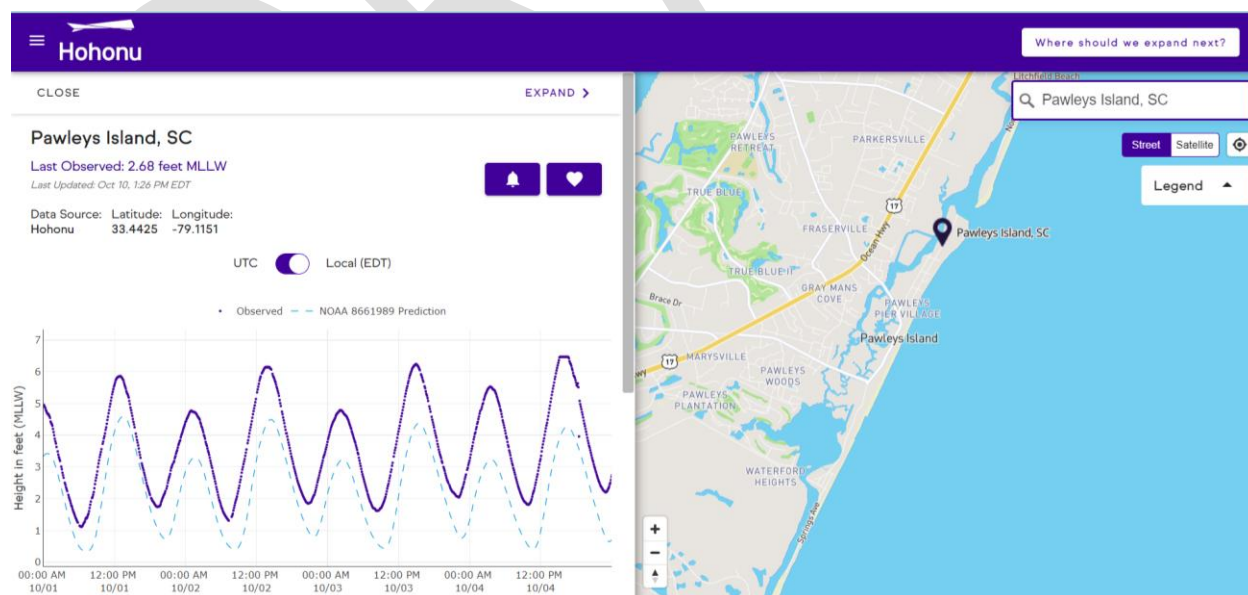 Hohonu
Where should we expand next?
CLOSE
EXPAND >
Pawleys Island, SC
Last Observed: 2.68 feet MLLW
Last Updated: Oct 10, 1:26 PM EDT
Data Source: Latitude: Longitude:
Hohonu 33.4425 -79.1151
UTC Local (EDT)
Observed NOAA 8661989 Prediction
Height in feet (MLLW)
7
6
5
4
3
2
1
0
00:00 AM 12:00 PM 00:00 AM 12:00 PM 00:00 AM 12:00 PM 00:00 AM 12:00 PM
10/01 10/01 10/02 10/02 10/03 10/03 10/04 10/04
Litchfield Beach
Pawleys Island, SC
Street Satellite
Legend
PAWLEYS
RETREAT
PARKERSVILLE
TRUE BLUE
17
FRASERVILLE
Ocean Hwy
Pawleys Island, SC
TRUE BLUE II
GRAY MANS
COVE
Brace Dr
PAWLEYS
PIER VILLAGE
Pawleys Island
17
MARYSVILLE
PAWLEYS
WOODS
PAWLEYS
PLANTATION
WATERFORD
HEIGHTS
Springs Ave
+
−